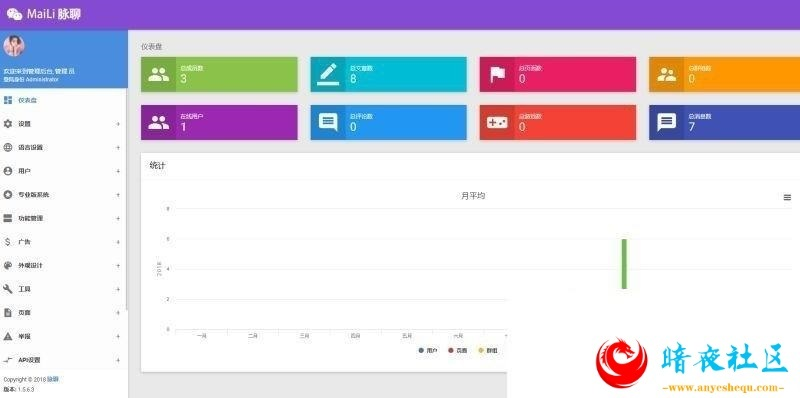 MaiLi 脉聊
欢迎来到管理后台, 管理员
登陆身份 Administrator
仪表盘
设置 +
语言设置 +
用户 +
专业版系统 +
功能管理 +
广告 +
外观设计 +
工具 +
页面 +
举报 +
API设置 +
Copyright © 2018 脉聊
版本: 1.5.6.3
仪表盘
总成员数
3
总文章数
8
总页面数
0
总群组数
0
在线用户
1
总评论数
0
总游戏数
0
总消息数
7
统计
月平均
8
6
4
2
0
2018
一月 二月 三月 四月 五月 六月
用户 页面 群组
暗夜社区
-www.anyeshequ.com-